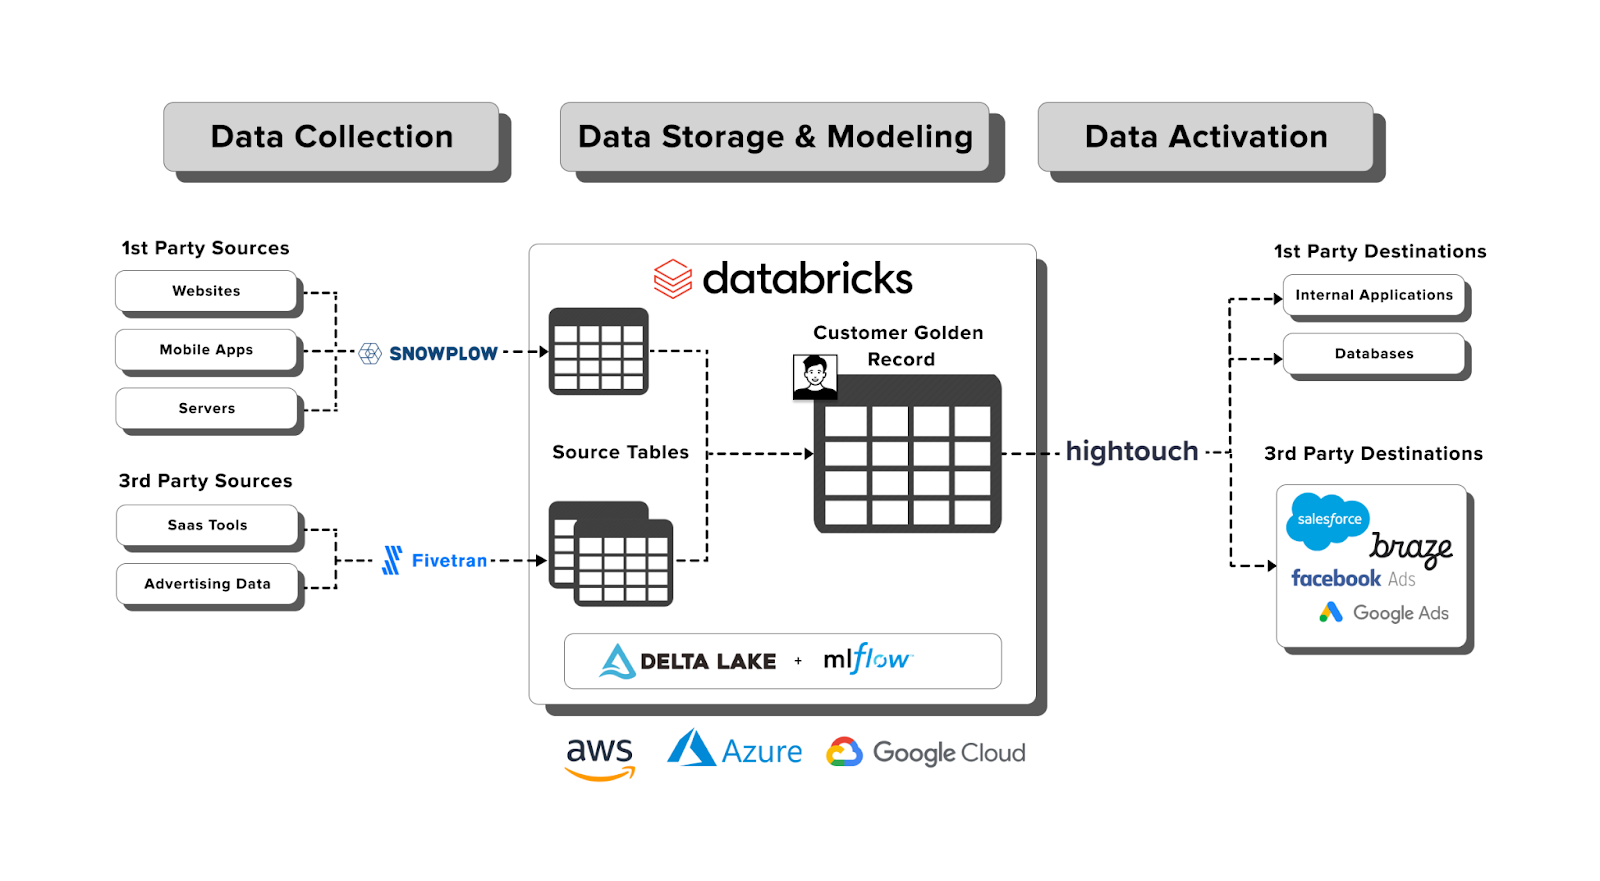 Data Collection
Data Storage & Modeling
Data Activation
1st Party Sources
Websites
Mobile Apps
Servers
SNOWPLOW
3rd Party Sources
Saas Tools
Advertising Data
Fivetran
databricks
Customer Golden
Record
Source Tables
DELTA LAKE + mlflow™
aws
Azure
Google Cloud
hightouch
1st Party Destinations
Internal Applications
Databases
3rd Party Destinations
salesforce
braze
facebook Ads
Google Ads